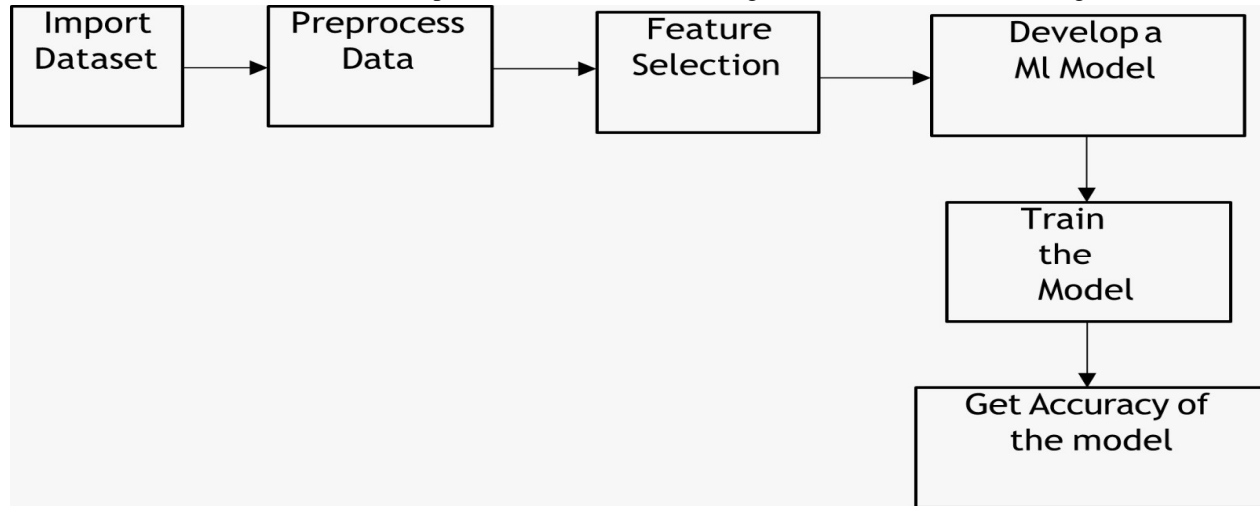 Import
Dataset
Preprocess
Data
Feature
Selection
Develop a
Ml Model
Train
the
Model
Get Accuracy of
the model